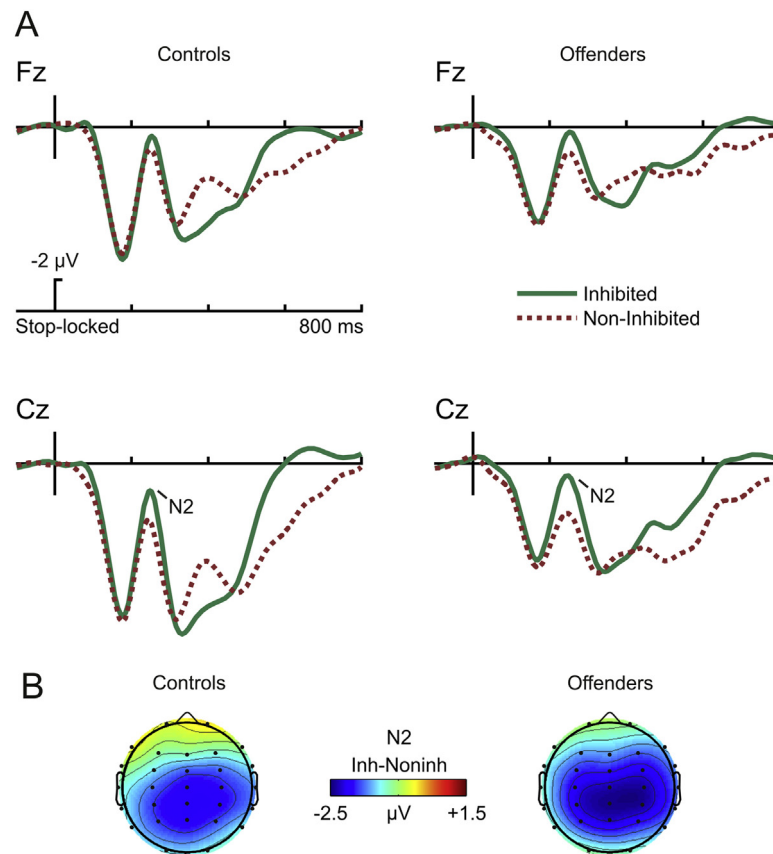 A
Controls
Offenders
Fz
Fz
-2 µV
Stop-locked
800 ms
Inhibited
Non-Inhibited
Cz
Cz
N2
N2
B
Controls
Offenders
N2
Inh-Noninh
-2.5
µV
+1.5